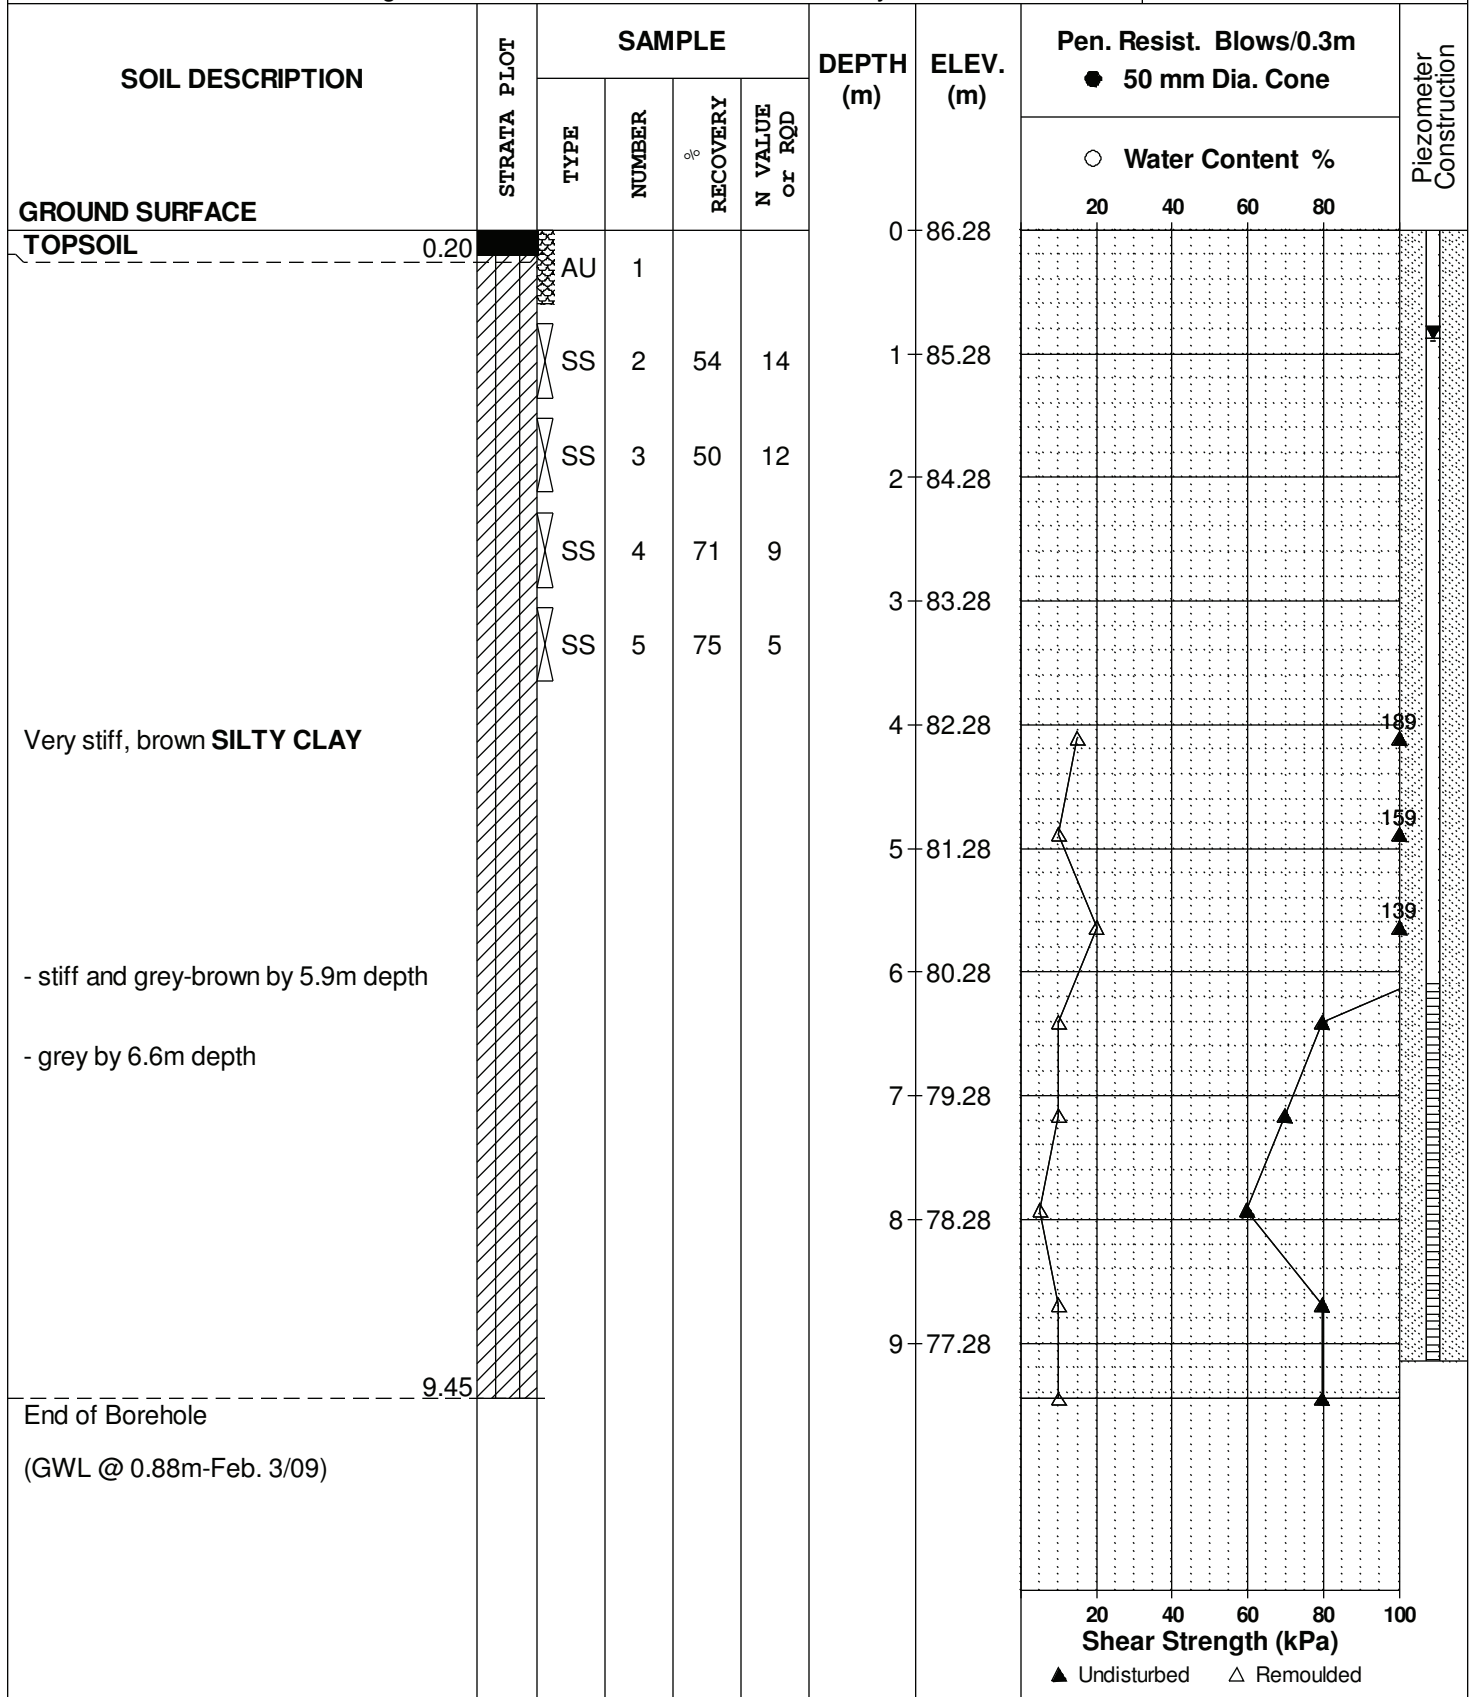 SOIL DESCRIPTION
GROUND SURFACE
STRATA PLOT
SAMPLE
TYPE
NUMBER
% RECOVERY
N VALUE or RQD
DEPTH (m)
ELEV. (m)
Pen. Resist. Blows/0.3m
● 50 mm Dia. Cone
○ Water Content %
20 40 60 80
Piezometer Construction
TOPSOIL 0.20
0 86.28
AU 1
SS 2 54 14
1 85.28
SS 3 50 12
2 84.28
SS 4 71 9
3 83.28
SS 5 75 5
4 82.28
189
Very stiff, brown SILTY CLAY
159
5 81.28
139
6 80.28
- stiff and grey-brown by 5.9m depth
- grey by 6.6m depth
7 79.28
8 78.28
9 77.28
9.45
End of Borehole
(GWL @ 0.88m-Feb. 3/09)
20 40 60 80 100
Shear Strength (kPa)
▲ Undisturbed △ Remoulded